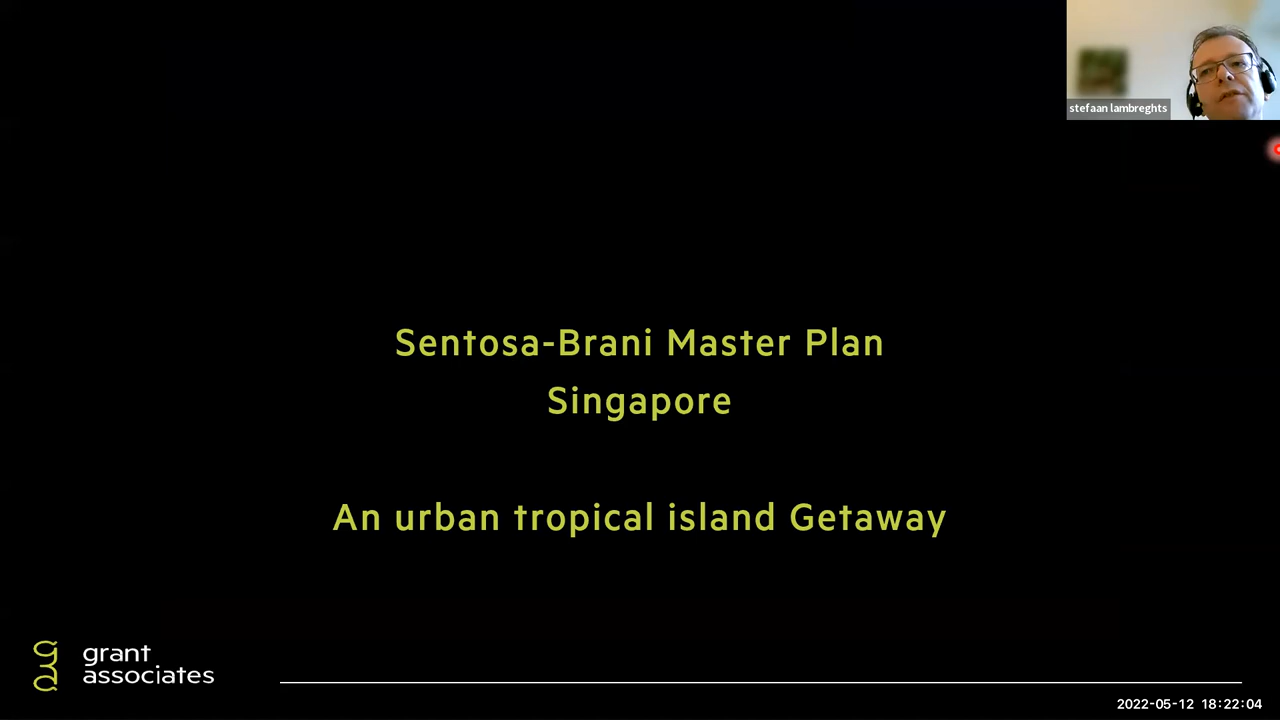 stefaan lambreghts
Sentosa-Brani Master Plan
Singapore
An urban tropical island Getaway
grant
associates
2022-05-12 18:22:04